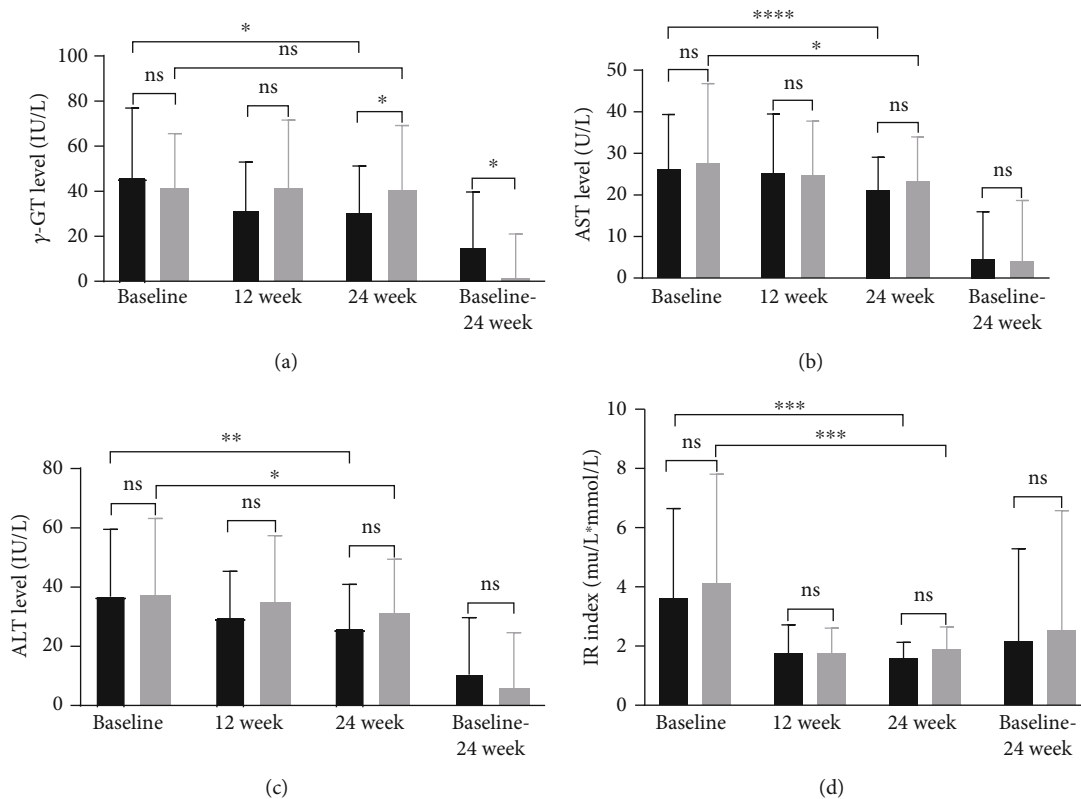 *
ns
100
ns
ns
*
*
80
60
40
20
0
γ-GT level (IU/L)
Baseline
12 week
24 week
Baseline-
24 week
(a)
****
*
ns
ns
ns
ns
50
40
30
20
10
0
AST level (U/L)
Baseline
12 week
24 week
Baseline-
24 week
(b)
**
*
ns
ns
ns
ns
80
60
40
20
0
ALT level (IU/L)
Baseline
12 week
24 week
Baseline-
24 week
(c)
***
***
ns
ns
ns
ns
10
8
6
4
2
0
IR index (mu/L*mmol/L)
Baseline
12 week
24 week
Baseline-
24 week
(d)